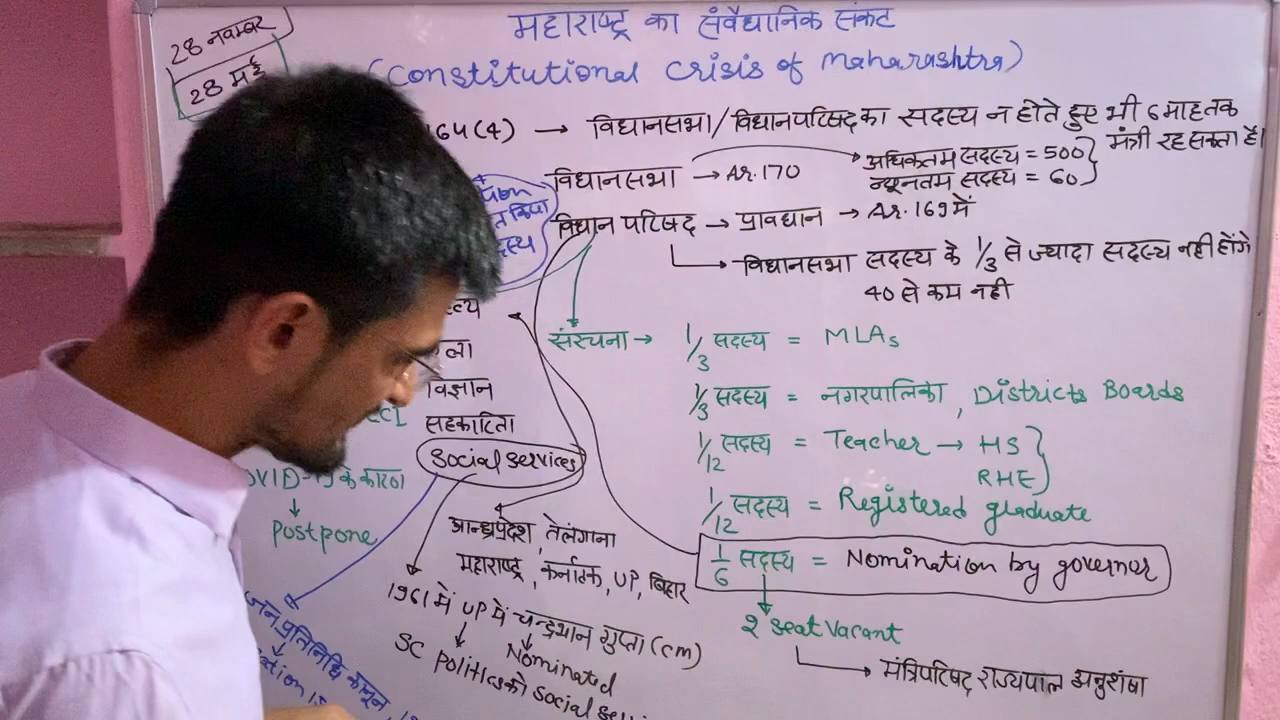 28 नवम्बर
28 मई
महाराष्ट्र का संवैधानिक संकट
(Constitutional Crisis of Maharashtra)
164(4) → विधानसभा/विधानपरिषद का सदस्य न होते हुए भी 6 माह तक
मंत्री रह सकता है।
विधानसभा → Ar. 170
अधिकतम सदस्य = 500
न्यूनतम सदस्य = 60
विधान परिषद → प्रावधान → Ar. 169 में
विधानसभा सदस्य के 1/3 से ज्यादा सदस्य नहीं होंगे
40 से कम नही
संरचना → 1/3 सदस्य = MLAs
1/3 सदस्य = नगरपालिका, Districts Boards
1/12 सदस्य = Teacher → HS
RHE
1/12 सदस्य = Registered graduate
1/6 सदस्य = Nomination by governer
2 seat vacant
मंत्रिपरिषद राज्यपाल अनुशंषा
विज्ञान
सहकारिता
Social Services
के कारण
Postpone
आन्ध्रप्रदेश, तेलंगाना
महाराष्ट्र, कर्नाटक, UP, बिहार
1961 में UP में चन्द्रभान गुप्ता (CM)
Nominated
SC Politics को Social
जन प्रतिनिधि कानून